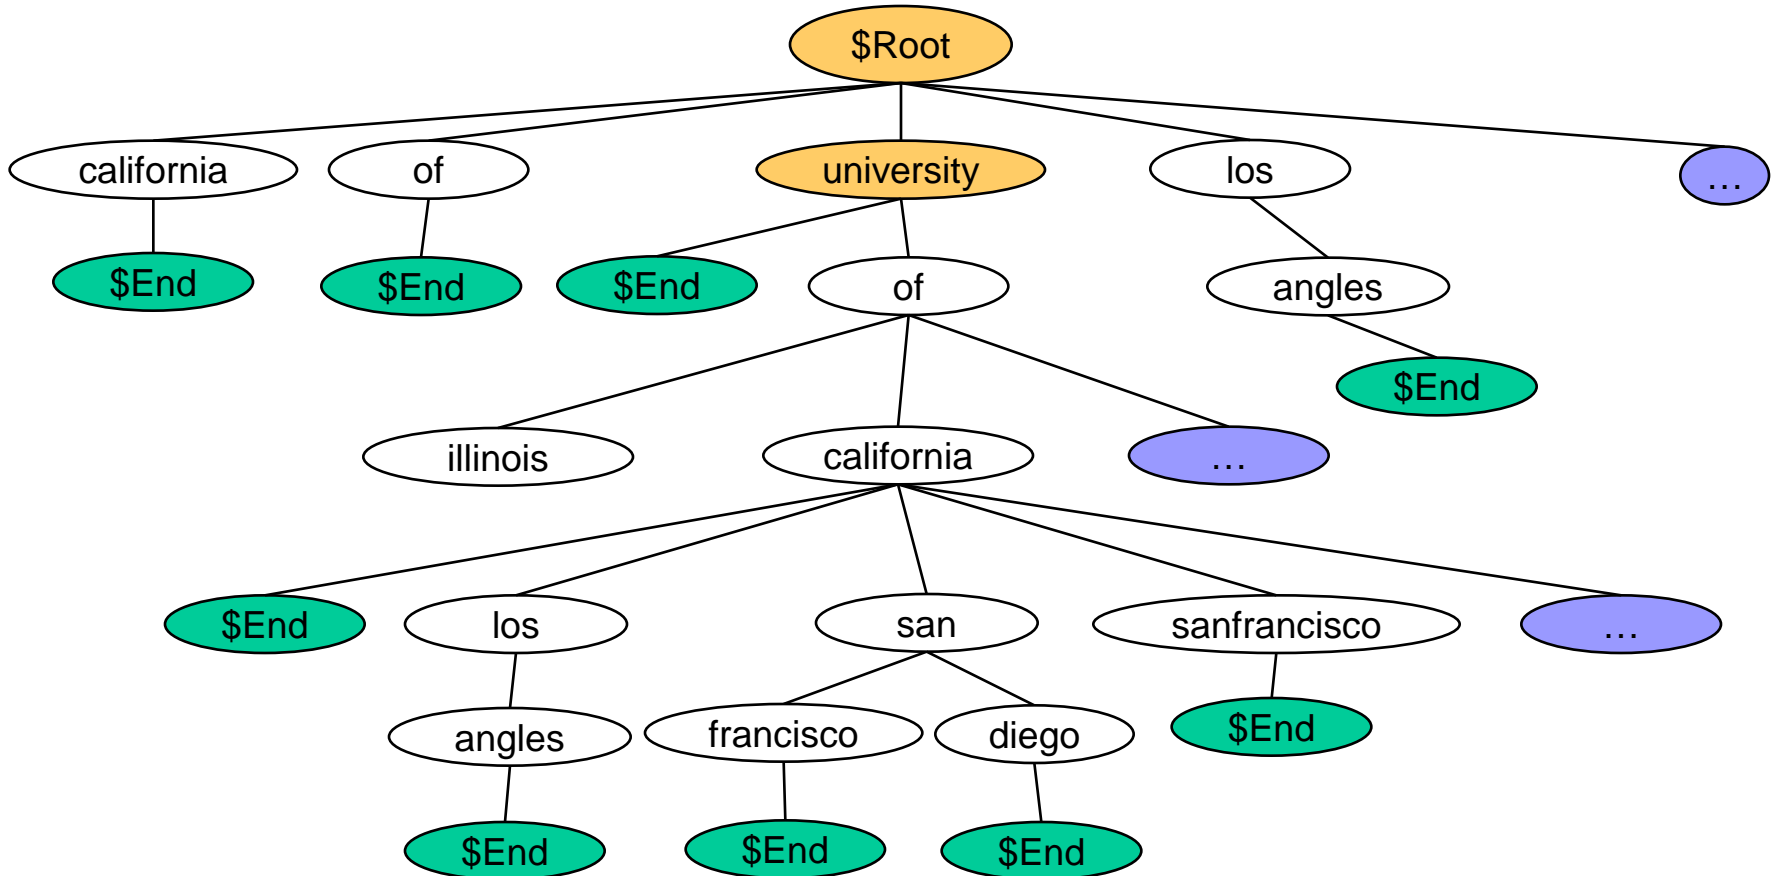 $Root
california of university los …
$End $End $End of angles
$End
illinois california …
$End los san sanfrancisco …
angles francisco diego $End
$End $End $End